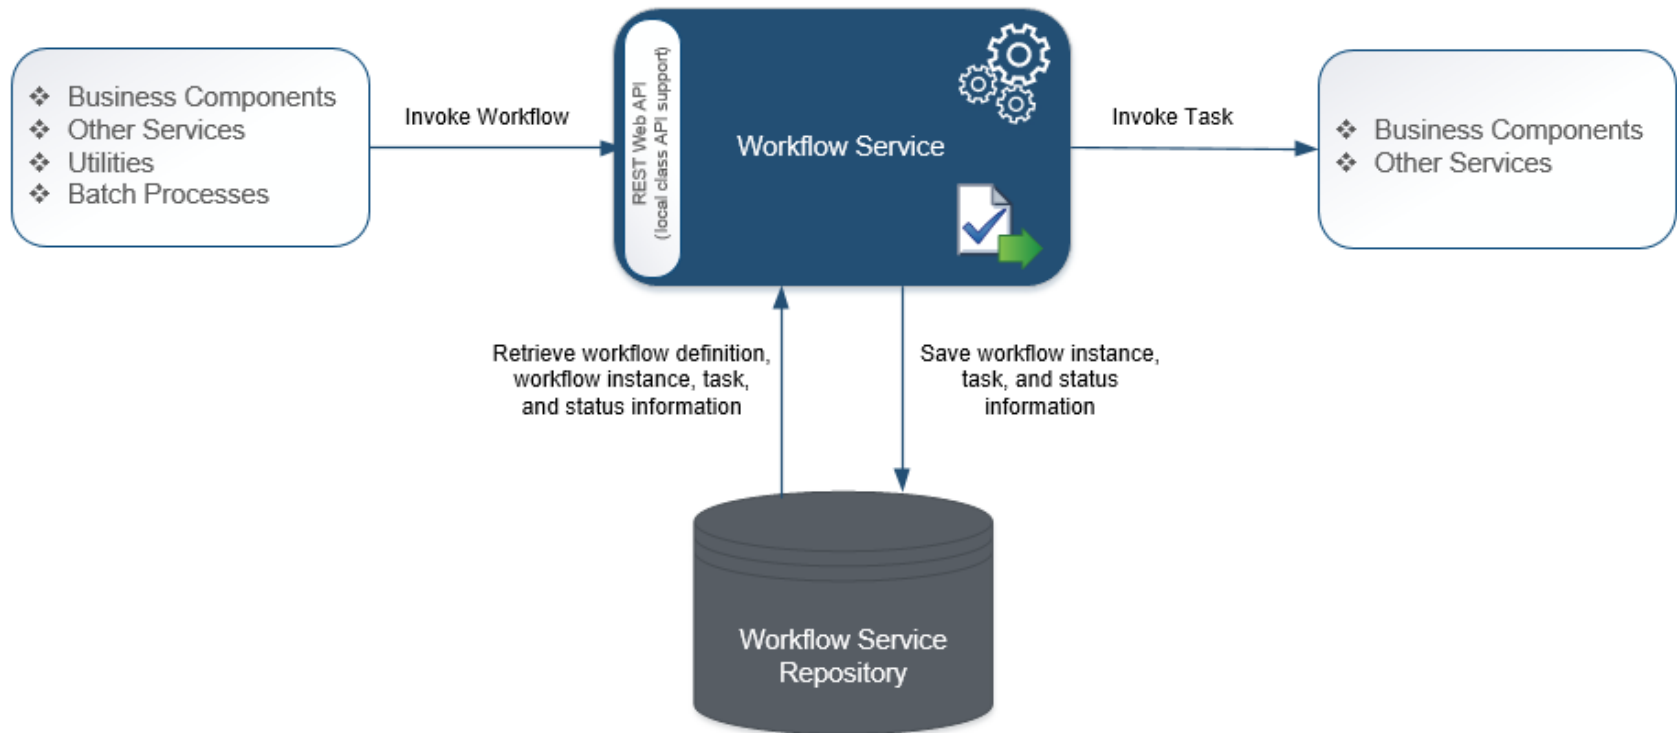 Business Components
Other Services
Utilities
Batch Processes
Invoke Workflow
REST Web API
(local class API support)
Workflow Service
Invoke Task
Business Components
Other Services
Retrieve workflow definition,
workflow instance, task,
and status information
Save workflow instance,
task, and status
information
Workflow Service
Repository